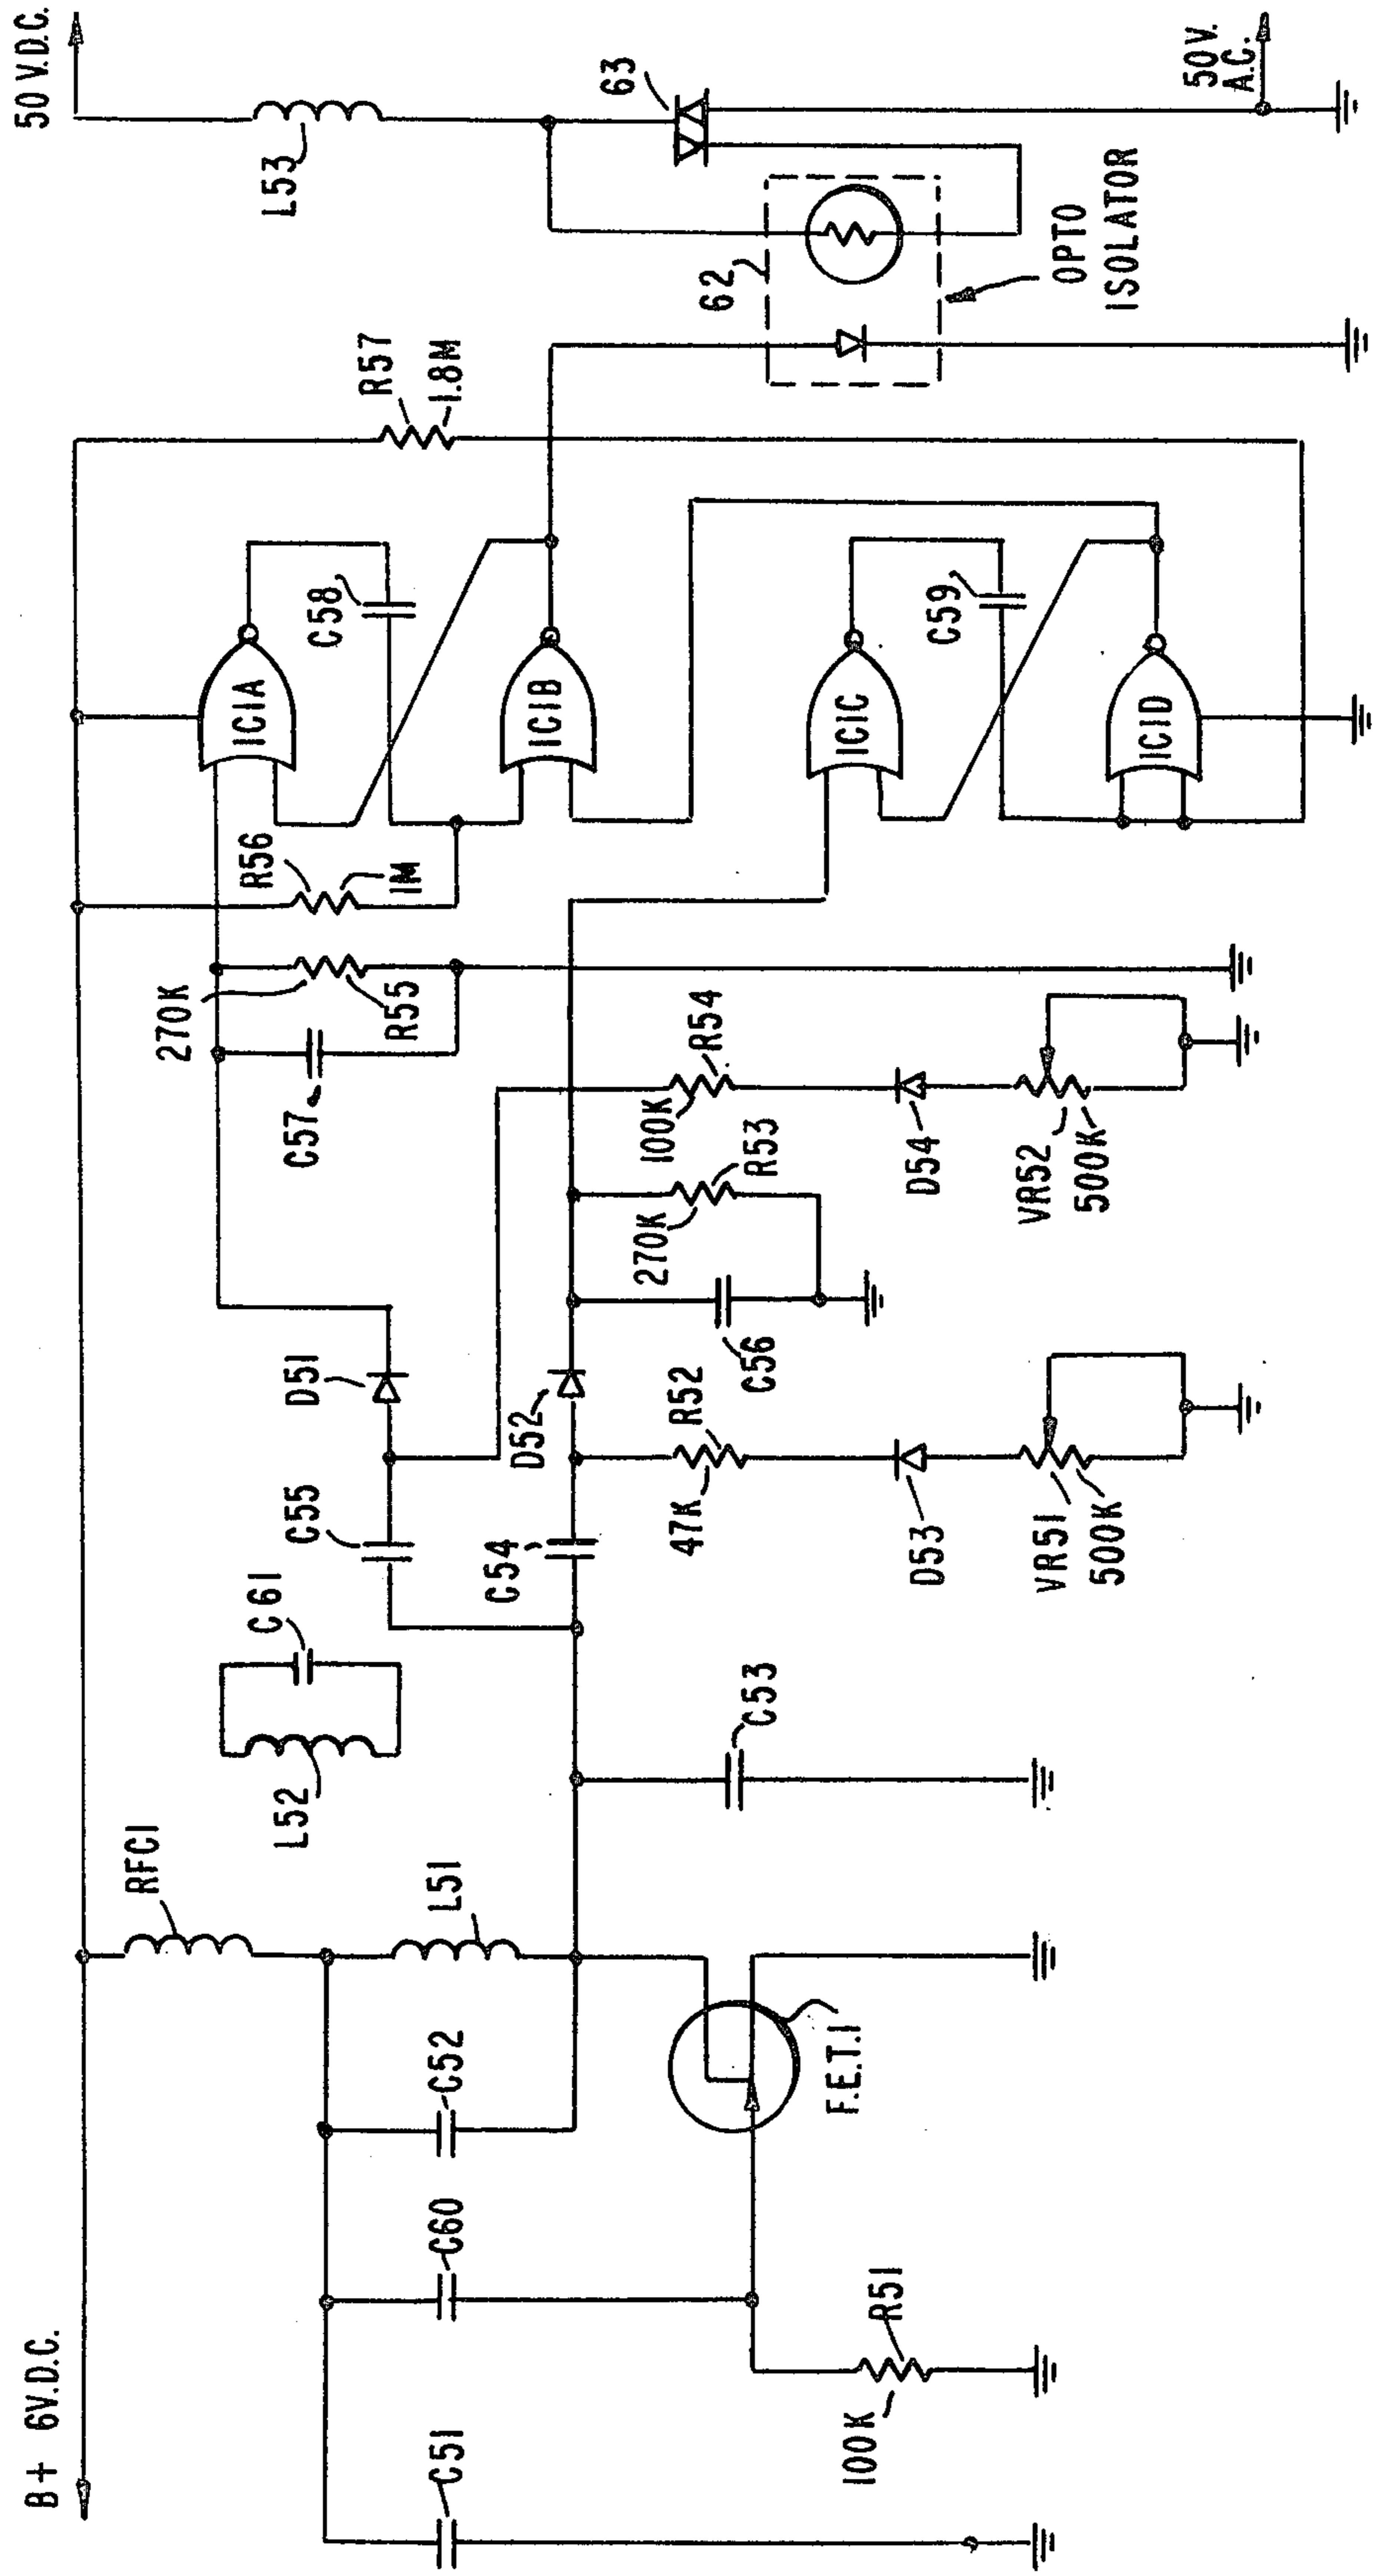 B+ 6V.D.C.
50 V.D.C.
RFC1
L51
L52
C61
C51
C60
C52
C53
R51
100K
F.E.T.1
C55
C54
D51
D52
R52
47K
D53
VR51
500K
C56
R53
270K
R54
100K
D54
VR52
500K
C57
R55
270K
R56
1M
IC1A
IC1B
IC1C
IC1D
C58
C59
R57
1.8M
L53
62
63
OPTO
ISOLATOR
50V.
A.C.